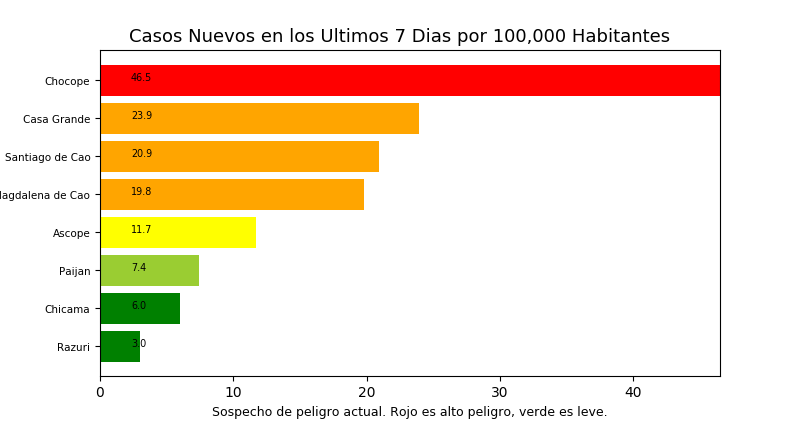 Casos Nuevos en los Ultimos 7 Dias por 100,000 Habitantes
Chocope 46.5
Casa Grande 23.9
Santiago de Cao 20.9
agdalena de Cao 19.8
Ascope 11.7
Paijan 7.4
Chicama 6.0
Razuri 3.0
0 10 20 30 40
Sospecho de peligro actual. Rojo es alto peligro, verde es leve.